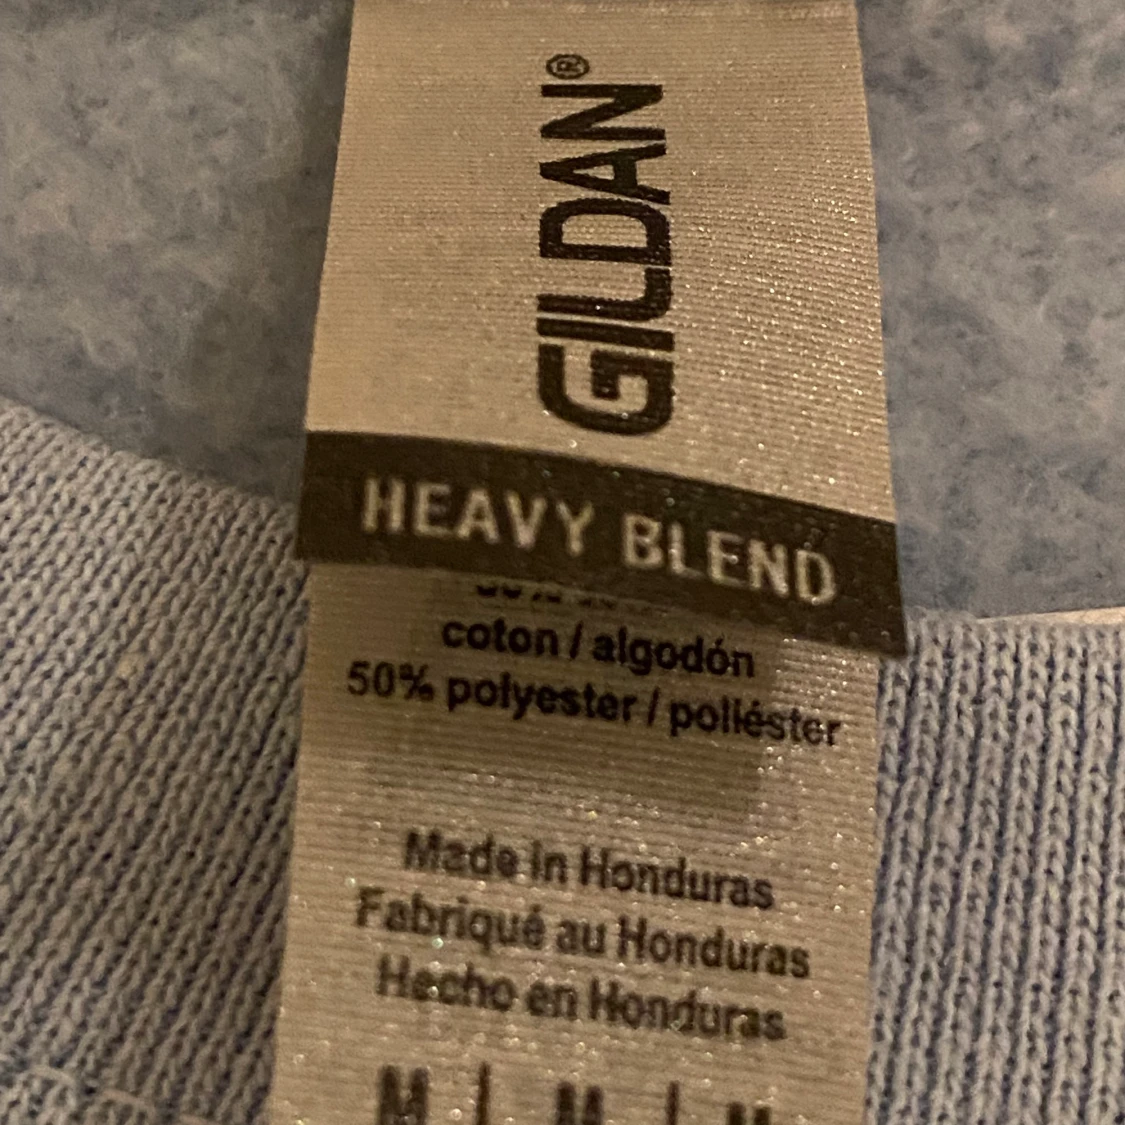 GILDAN®
HEAVY BLEND
coton / algodón
50% polyester / poliéster
Made in Honduras
Fabriqué au Honduras
Hecho en Honduras
M | M | M